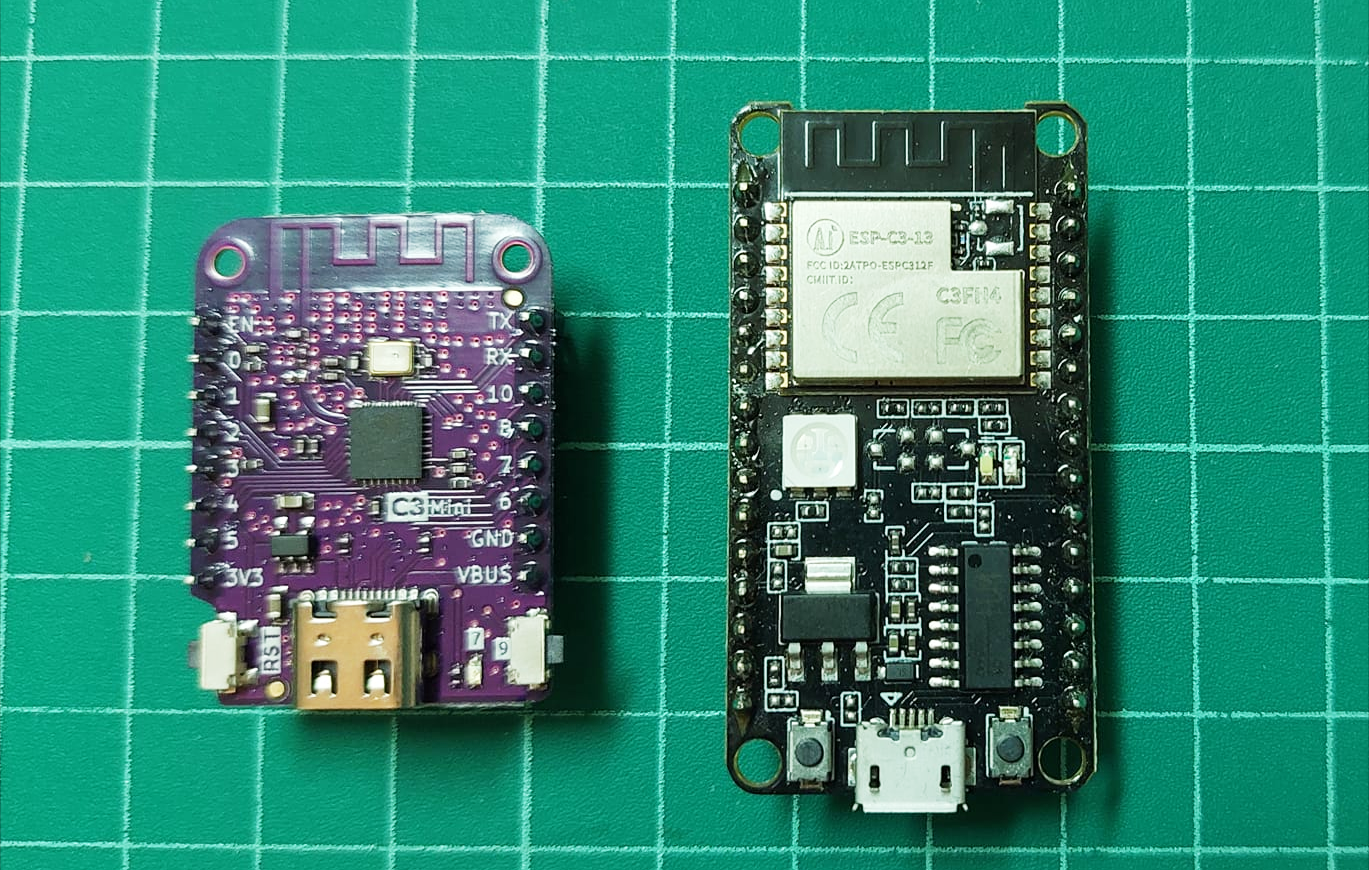 EN
0
1
2
3
4
5
3V3
TX
RX
10
8
7
6
GND
VBUS
C3 Mini
RST
7
9
Ai ESP-C3-13
FCC ID:2ATPO-ESPC312F
CMIIT ID:
C3FN4
CE FC